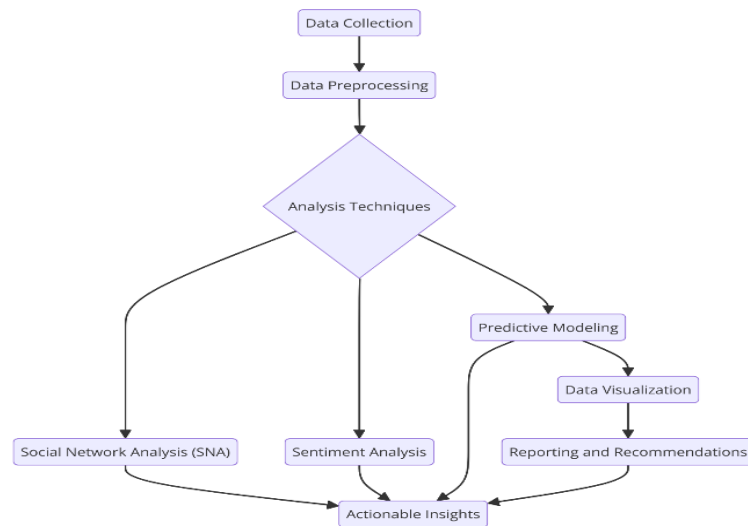 Data Collection
Data Preprocessing
Analysis Techniques
Predictive Modeling
Data Visualization
Social Network Analysis (SNA)
Sentiment Analysis
Reporting and Recommendations
Actionable Insights